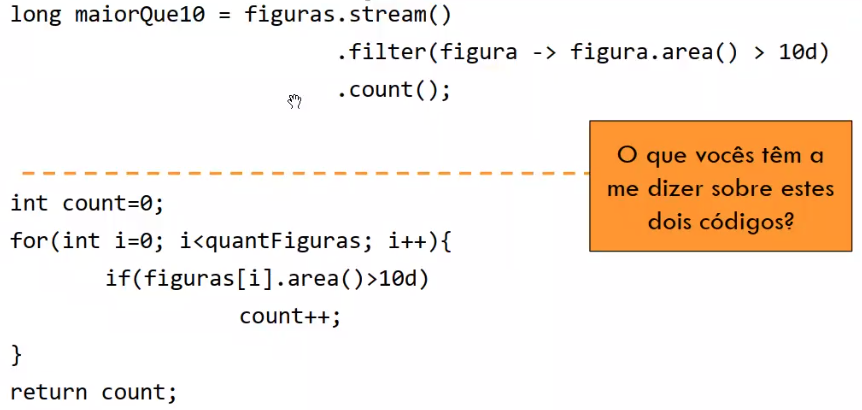 long maiorQue10 = figuras.stream()
.filter(figura -> figura.area() > 10d)
.count();
O que vocês têm a
me dizer sobre estes
dois códigos?
int count=0;
for(int i=0; i<quantFiguras; i++){
if(figuras[i].area()>10d)
count++;
}
return count;